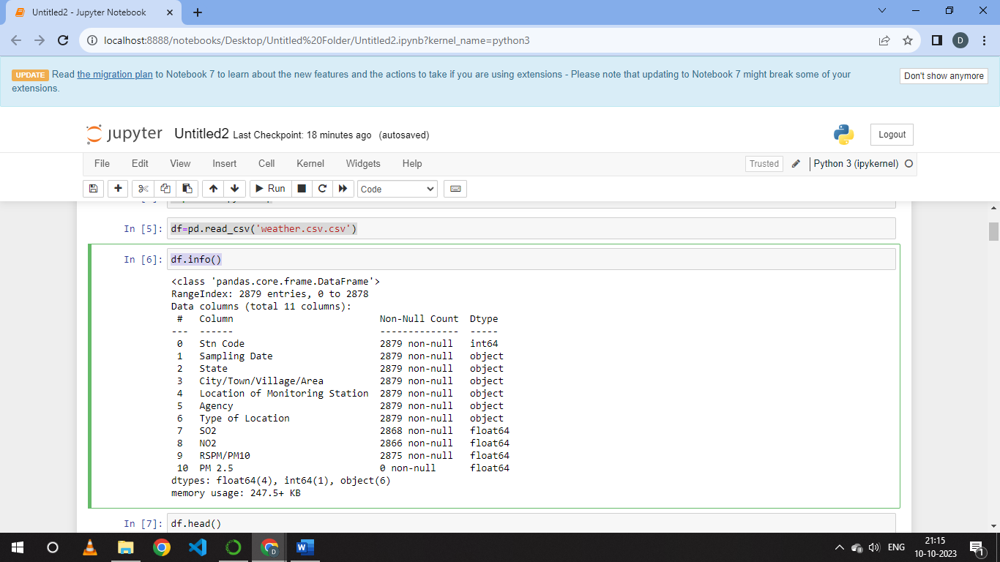 Untitled2 - Jupyter Notebook
localhost:8888/notebooks/Desktop/Untitled%20Folder/Untitled2.ipynb?kernel_name=python3
D
UPDATE Read the migration plan to Notebook 7 to learn about the new features and the actions to take if you are using extensions - Please note that updating to Notebook 7 might break some of your
extensions.
Don't show anymore
jupyter Untitled2 Last Checkpoint: 18 minutes ago (autosaved)
Logout
File Edit View Insert Cell Kernel Widgets Help
Trusted Python 3 (ipykernel)
Run Code
In [5]: df=pd.read_csv('weather.csv.csv')
In [6]: df.info()
<class 'pandas.core.frame.DataFrame'>
RangeIndex: 2879 entries, 0 to 2878
Data columns (total 11 columns):
# Column Non-Null Count Dtype
--- ------ -------------- -----
0 Stn Code 2879 non-null int64
1 Sampling Date 2879 non-null object
2 State 2879 non-null object
3 City/Town/Village/Area 2879 non-null object
4 Location of Monitoring Station 2879 non-null object
5 Agency 2879 non-null object
6 Type of Location 2879 non-null object
7 SO2 2868 non-null float64
8 NO2 2866 non-null float64
9 RSPM/PM10 2875 non-null float64
10 PM 2.5 0 non-null float64
dtypes: float64(4), int64(1), object(6)
memory usage: 247.5+ KB
In [7]: df.head()
D
W
ENG
21:15
10-10-2023
1